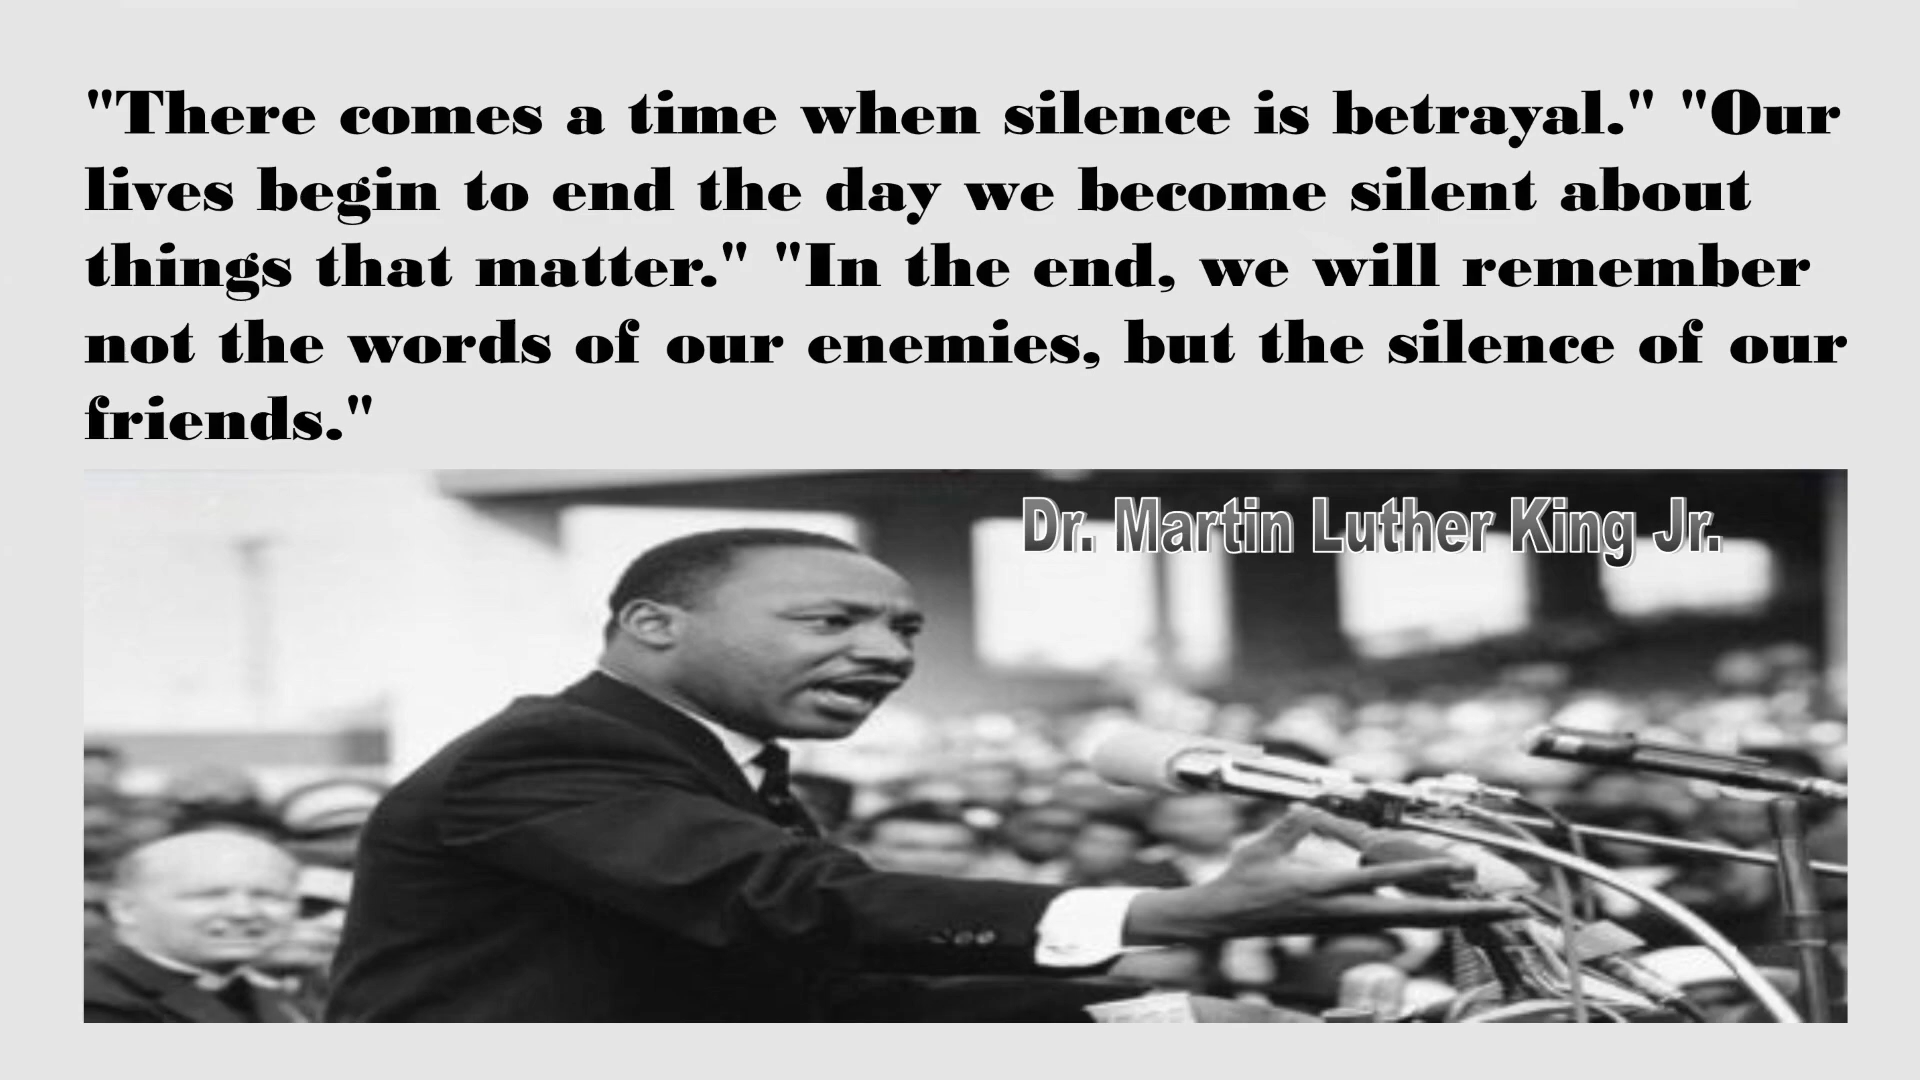 "There comes a time when silence is betrayal." "Our
lives begin to end the day we become silent about
things that matter." "In the end, we will remember
not the words of our enemies, but the silence of our
friends."
Dr. Martin Luther King Jr.